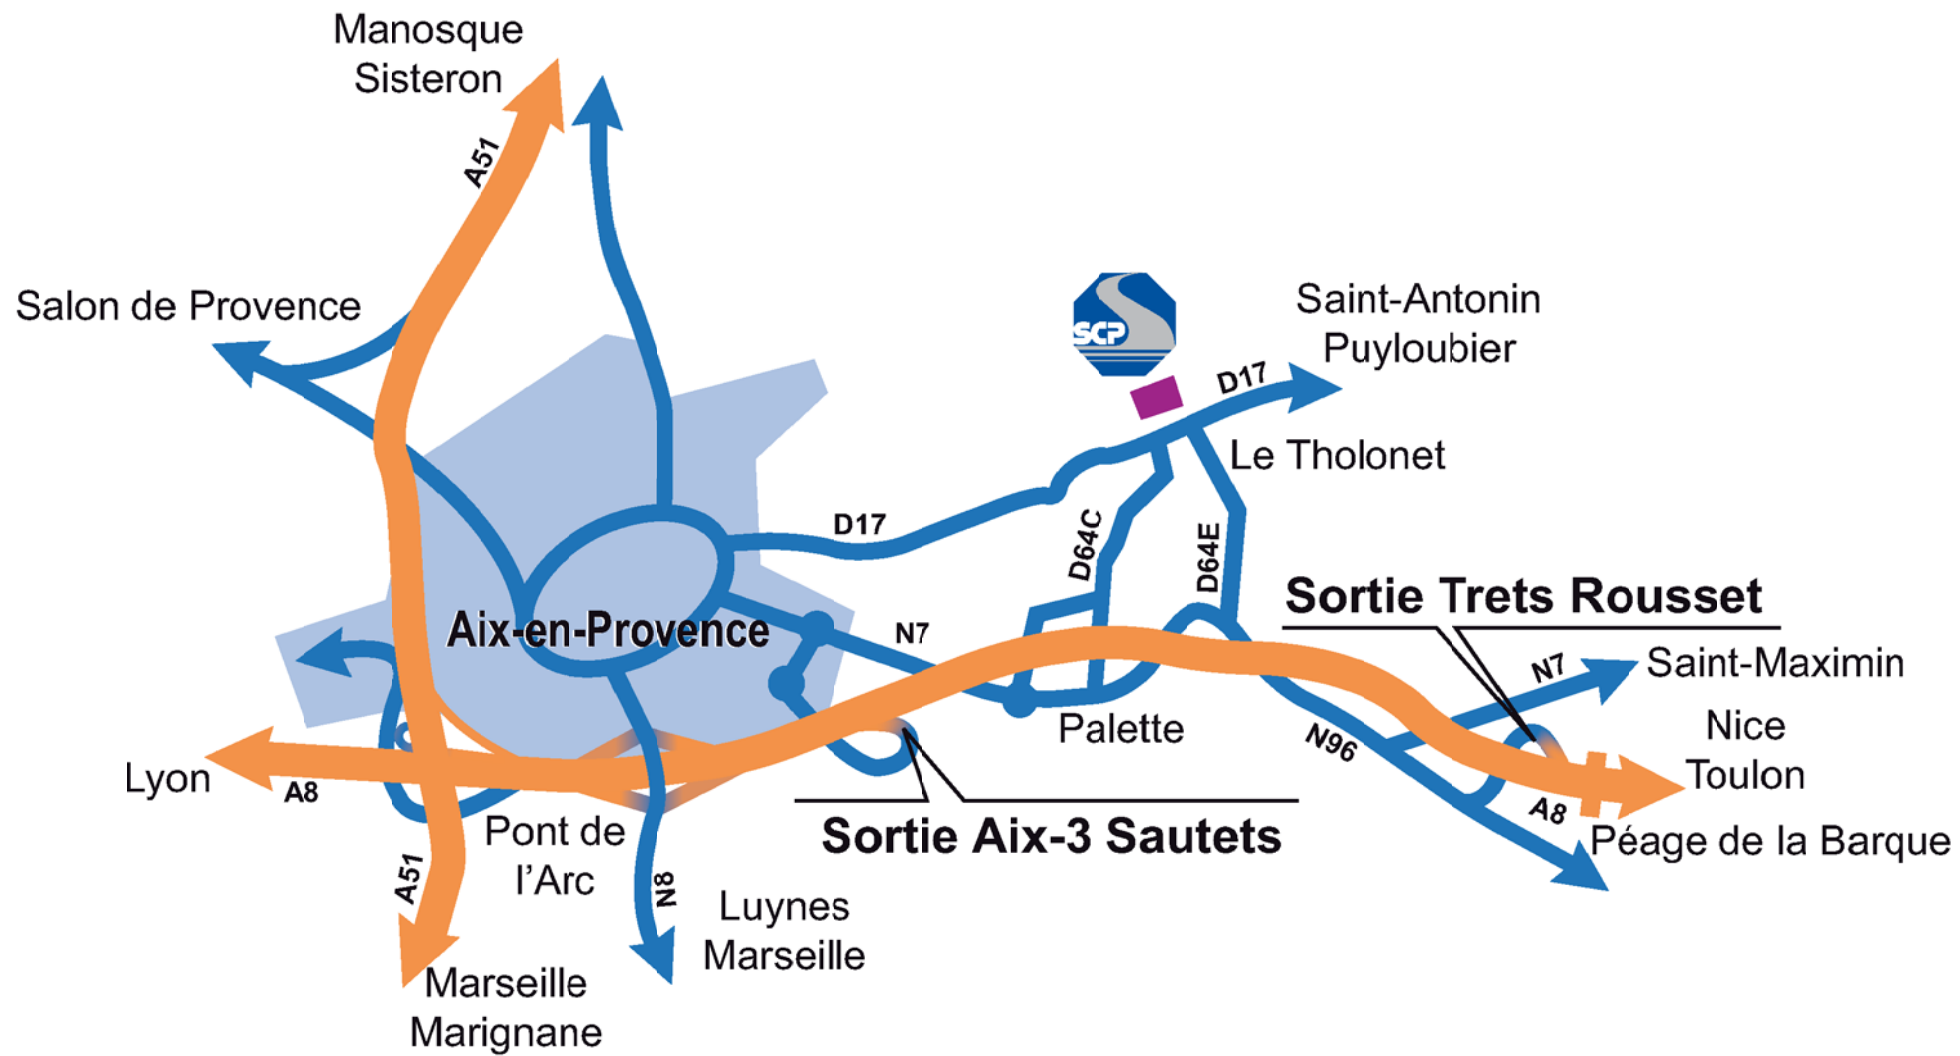 Manosque
Sisteron
A51
Salon de Provence
SCP
Saint-Antonin
Puyloubier
D17
Le Tholonet
D17
D64C
D64E
Sortie Trets Rousset
Aix-en-Provence
N7
N7
Saint-Maximin
Palette
N96
Nice
Toulon
Lyon
A8
A8
Pont de
l'Arc
Sortie Aix-3 Sautets
Péage de la Barque
A51
N8
Luynes
Marseille
Marseille
Marignane